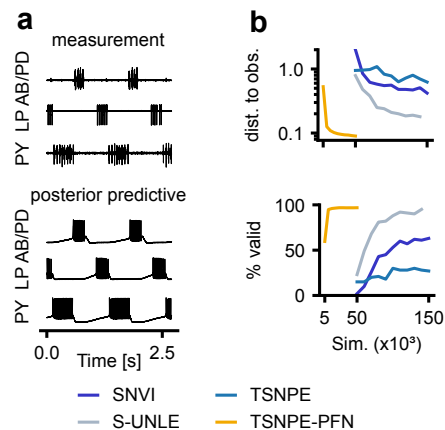 a
measurement
AB/PD
LP
PY
posterior predictive
AB/PD
LP
PY
0.0 2.5
Time [s]
b
dist. to obs.
1.0
0.1
% valid
100
50
0
5 50 150
Sim. (x10³)
SNVI TSNPE
S-UNLE TSNPE-PFN